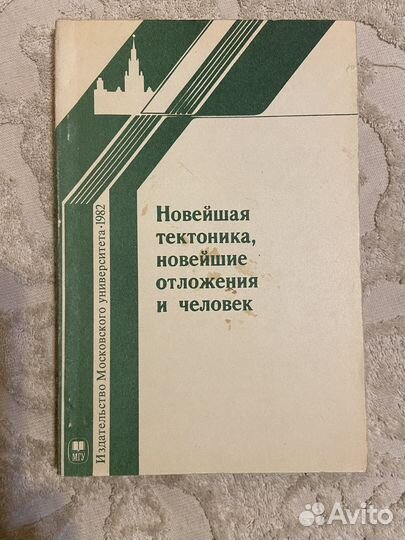 Новейшая
тектоника,
новейшие
отложения
и человек
Издательство Московского университета·1982
МГУ
Avito